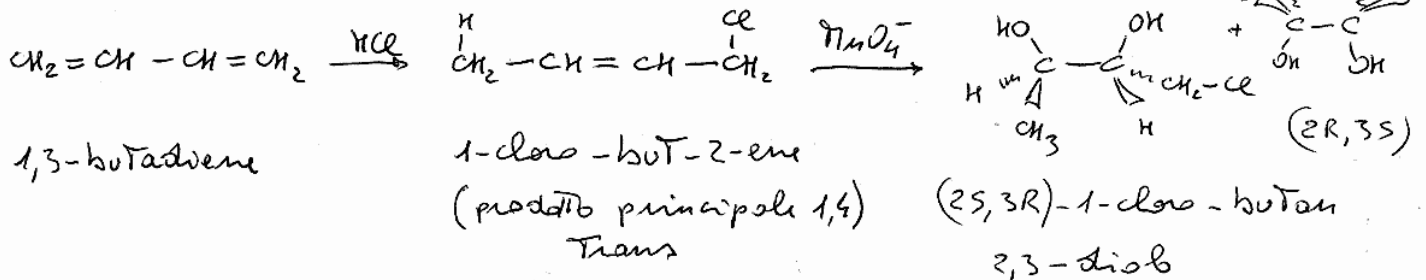 CH2=CH-CH=CH2 HCl → H CH2-CH=CH-CH2 Cl MnO4- → HO OH C-C H CH3 H CH2-Cl + C-C OH OH
(2R,3S)
1,3-butadiene
1-cloro-but-2-ene
(prodotto principale 1,4)
Trans
(2S,3R)-1-cloro-butan
2,3-diolo